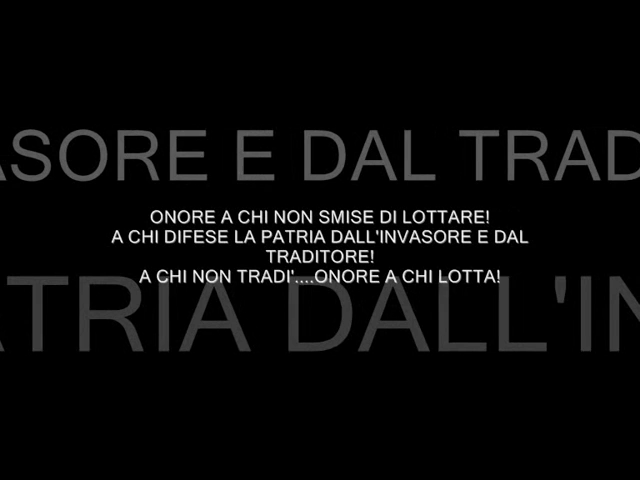 ASORE E DAL TRAD
ONORE A CHI NON SMISE DI LOTTARE!
A CHI DIFESE LA PATRIA DALL'INVASORE E DAL
TRADITORE!
A CHI NON TRADI'....ONORE A CHI LOTTA!
ATRIA DALL'IN